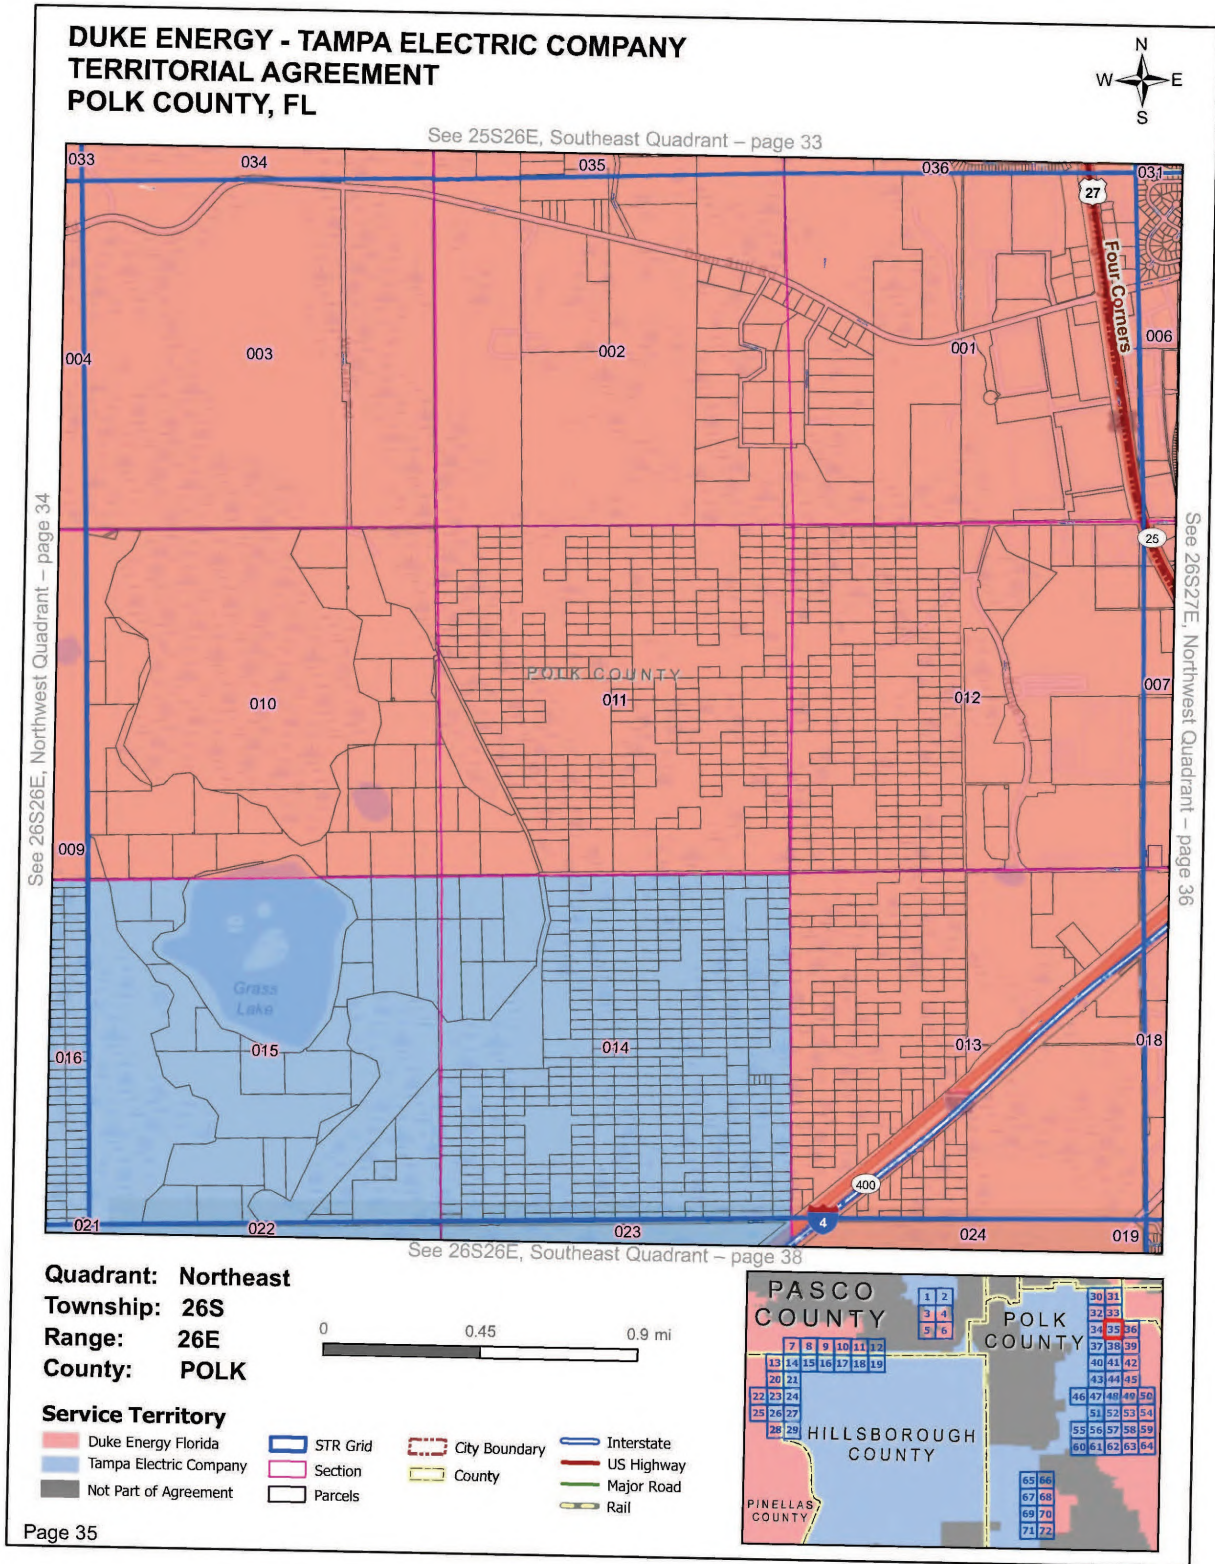 DUKE ENERGY - TAMPA ELECTRIC COMPANY
TERRITORIAL AGREEMENT
POLK COUNTY, FL
N
W E
S
See 25S26E, Southeast Quadrant – page 33
033 034 035 036 031
27
Four Corners
004 003 002 001 006
See 26S26E, Northwest Quadrant – page 34
See 26S27E, Northwest Quadrant – page 36
25
POLK COUNTY
010 011 012 007
009
Grass
Lake
016 015 014 013 018
400
4
021 022 023 024 019
See 26S26E, Southeast Quadrant – page 38
Quadrant: Northeast
Township: 26S
Range: 26E
County: POLK
0 0.45 0.9 mi
Service Territory
Duke Energy Florida
Tampa Electric Company
Not Part of Agreement
STR Grid
Section
Parcels
City Boundary
County
Interstate
US Highway
Major Road
Rail
PASCO
COUNTY
POLK
COUNTY
HILLSBOROUGH
COUNTY
PINELLAS
COUNTY
1 2
3 4
5 6
7 8 9 10 11 12
13 14 15 16 17 18 19
20 21
22 23 24
25 26 27
28 29
30 31
32 33
34 35 36
37 38 39
40 41 42
43 44 45
46 47 48 49 50
51 52 53 54
55 56 57 58 59
60 61 62 63 64
65 66
67 68
69 70
71 72
Page 35